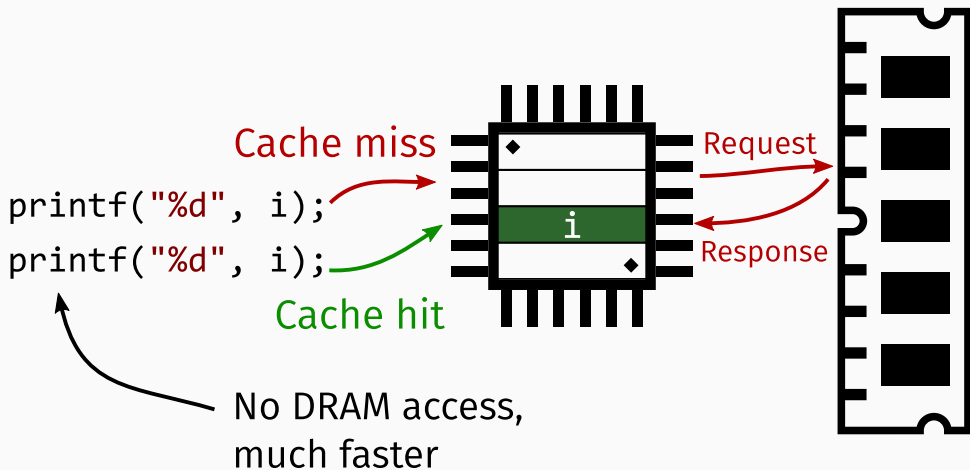 Cache miss
Request
printf("%d", i);
i
printf("%d", i);
Response
Cache hit
No DRAM access,
much faster